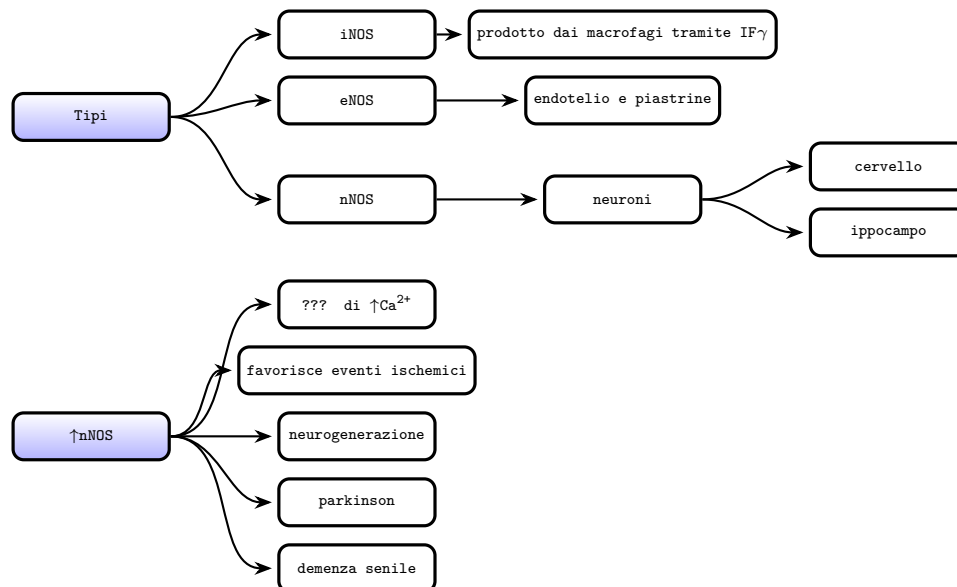 Tipi
iNOS
prodotto dai macrofagi tramite IFγ
eNOS
endotelio e piastrine
nNOS
neuroni
cervello
ippocampo
↑nNOS
??? di ↑Ca²⁺
favorisce eventi ischemici
neurogenerazione
parkinson
demenza senile